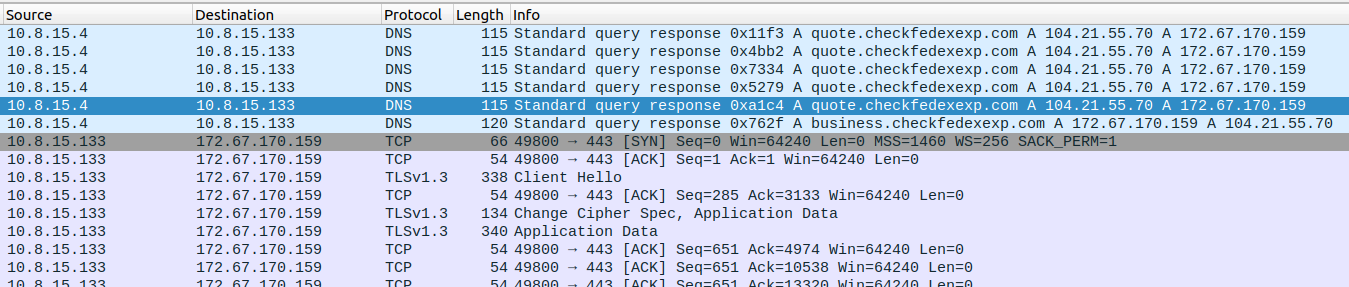 Source Destination Protocol Length Info
10.8.15.4 10.8.15.133 DNS 115 Standard query response 0x11f3 A quote.checkfedexexp.com A 104.21.55.70 A 172.67.170.159
10.8.15.4 10.8.15.133 DNS 115 Standard query response 0x4bb2 A quote.checkfedexexp.com A 104.21.55.70 A 172.67.170.159
10.8.15.4 10.8.15.133 DNS 115 Standard query response 0x7334 A quote.checkfedexexp.com A 104.21.55.70 A 172.67.170.159
10.8.15.4 10.8.15.133 DNS 115 Standard query response 0x5279 A quote.checkfedexexp.com A 104.21.55.70 A 172.67.170.159
10.8.15.4 10.8.15.133 DNS 115 Standard query response 0xa1c4 A quote.checkfedexexp.com A 104.21.55.70 A 172.67.170.159
10.8.15.4 10.8.15.133 DNS 120 Standard query response 0x762f A business.checkfedexexp.com A 172.67.170.159 A 104.21.55.70
10.8.15.133 172.67.170.159 TCP 66 49800 → 443 [SYN] Seq=0 Win=64240 Len=0 MSS=1460 WS=256 SACK_PERM=1
10.8.15.133 172.67.170.159 TCP 54 49800 → 443 [ACK] Seq=1 Ack=1 Win=64240 Len=0
10.8.15.133 172.67.170.159 TLSv1.3 338 Client Hello
10.8.15.133 172.67.170.159 TCP 54 49800 → 443 [ACK] Seq=285 Ack=3133 Win=64240 Len=0
10.8.15.133 172.67.170.159 TLSv1.3 134 Change Cipher Spec, Application Data
10.8.15.133 172.67.170.159 TLSv1.3 340 Application Data
10.8.15.133 172.67.170.159 TCP 54 49800 → 443 [ACK] Seq=651 Ack=4974 Win=64240 Len=0
10.8.15.133 172.67.170.159 TCP 54 49800 → 443 [ACK] Seq=651 Ack=10538 Win=64240 Len=0
10.8.15.133 172.67.170.159 TCP 54 49800 → 443 [ACK] Seq=651 Ack=13320 Win=64240 Len=0